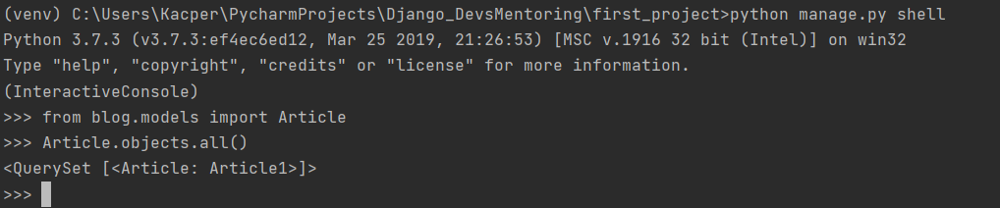 (venv) C:\Users\Kacper\PycharmProjects\Django_DevsMentoring\first_project>python manage.py shell
Python 3.7.3 (v3.7.3:ef4ec6ed12, Mar 25 2019, 21:26:53) [MSC v.1916 32 bit (Intel)] on win32
Type "help", "copyright", "credits" or "license" for more information.
(InteractiveConsole)
>>> from blog.models import Article
>>> Article.objects.all()
<QuerySet [<Article: Article1>]>
>>>